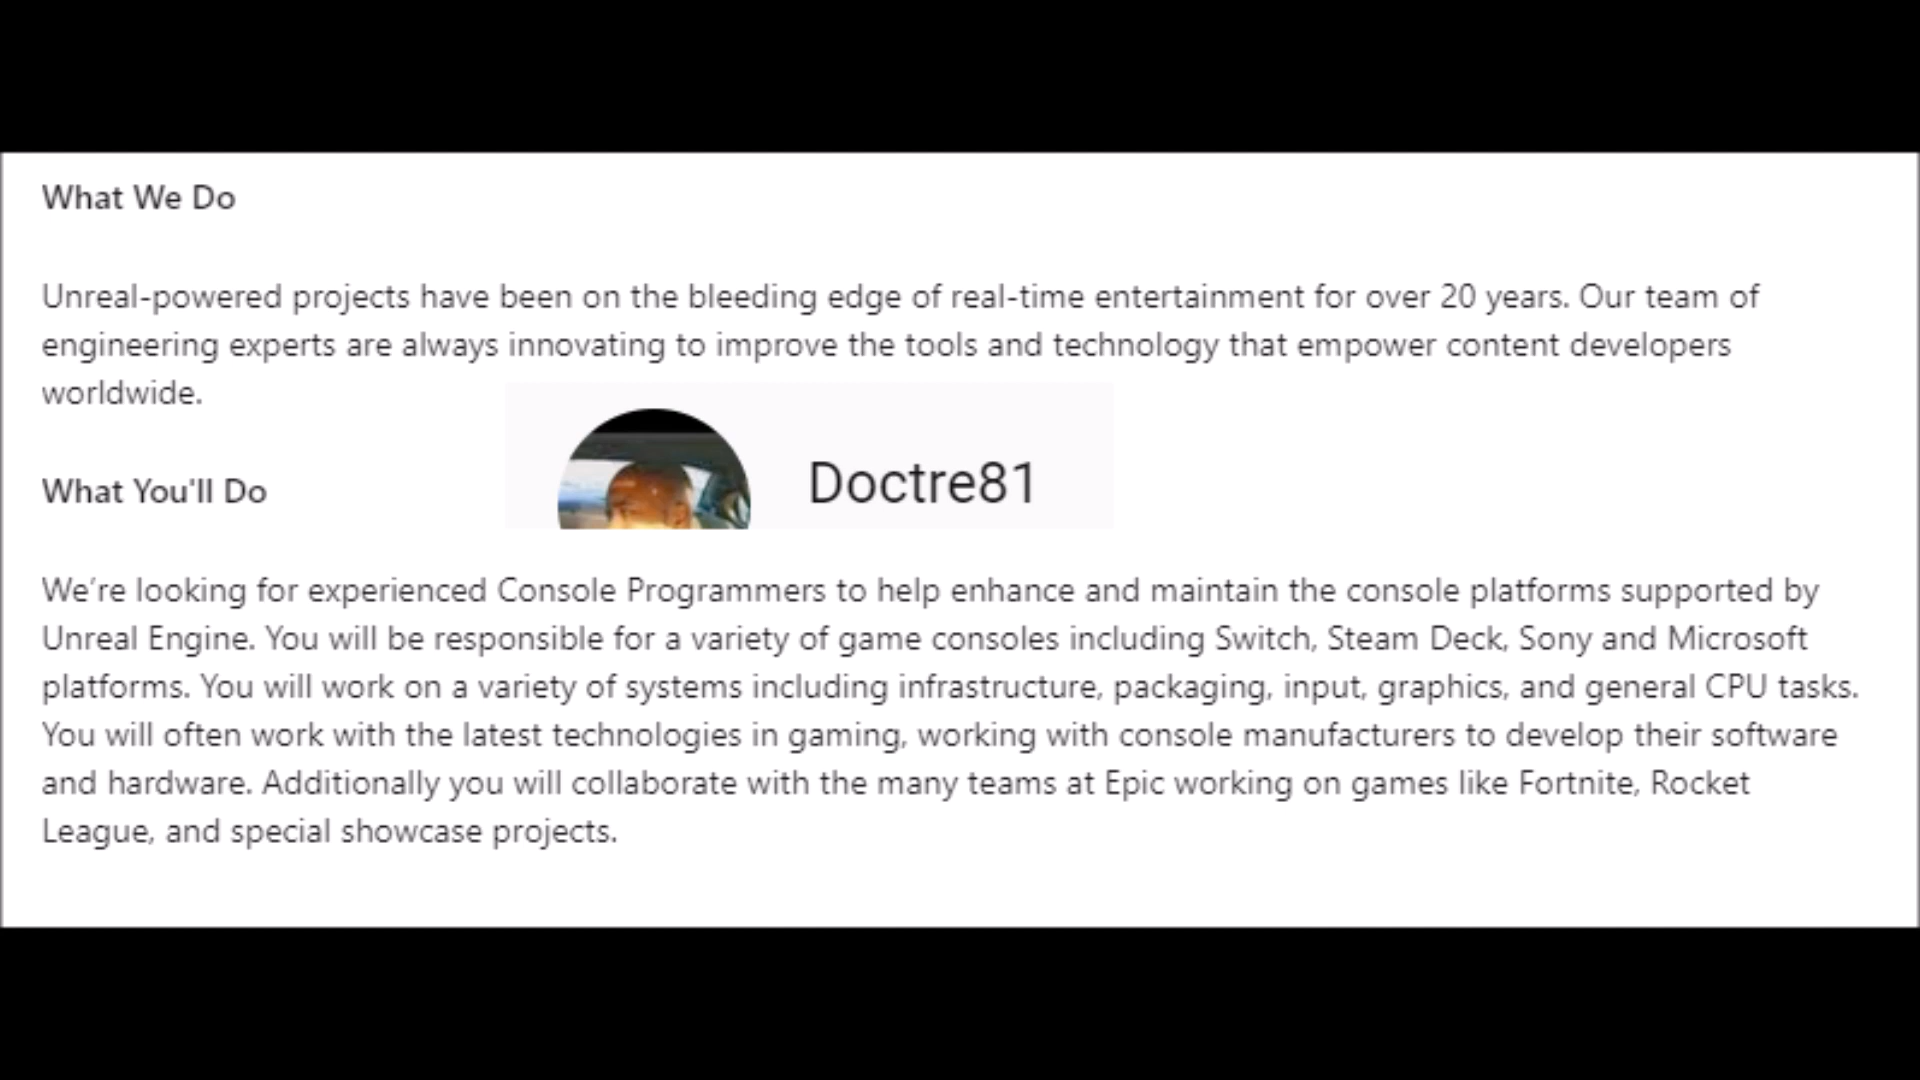 What We Do
Unreal-powered projects have been on the bleeding edge of real-time entertainment for over 20 years. Our team of
engineering experts are always innovating to improve the tools and technology that empower content developers
worldwide.
Doctre81
What You'll Do
We’re looking for experienced Console Programmers to help enhance and maintain the console platforms supported by
Unreal Engine. You will be responsible for a variety of game consoles including Switch, Steam Deck, Sony and Microsoft
platforms. You will work on a variety of systems including infrastructure, packaging, input, graphics, and general CPU tasks.
You will often work with the latest technologies in gaming, working with console manufacturers to develop their software
and hardware. Additionally you will collaborate with the many teams at Epic working on games like Fortnite, Rocket
League, and special showcase projects.